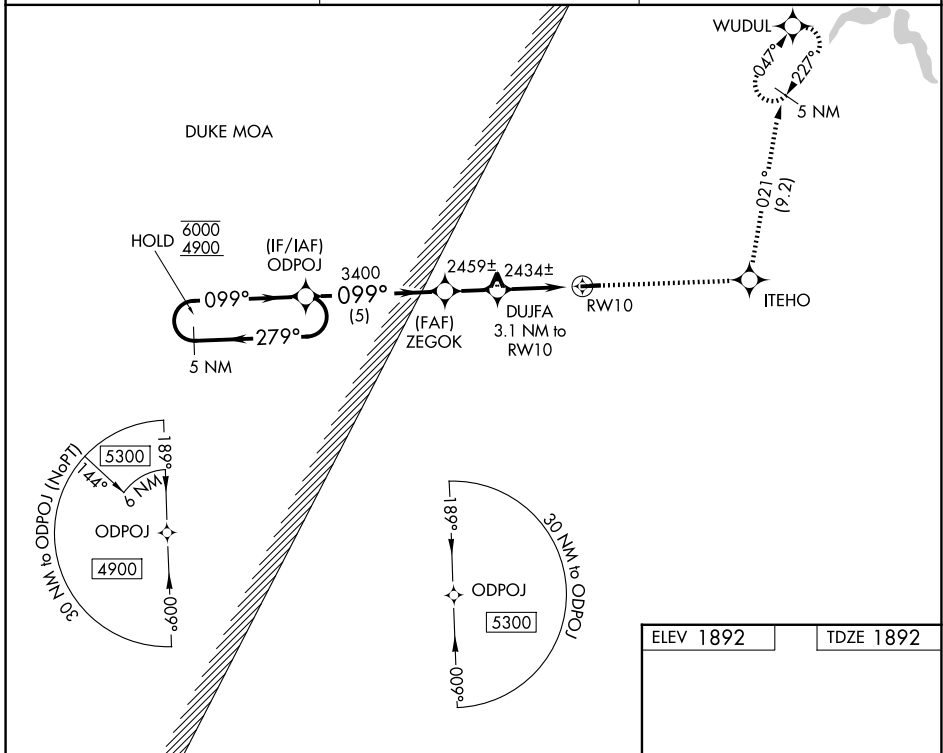 WUDUL
047°
227°
5 NM
DUKE MOA
021°
(9.2)
HOLD 6000
4900
(IF/IAF)
ODPOJ
099°
279°
5 NM
3400
099°
(5)
2459±
2434±
(FAF)
ZEGOK
DUJFA
3.1 NM to
RW10
RW10
ITEHO
30 NM to ODPOJ (NoPT)
5300
189°
144°
6 NM
ODPOJ
4900
009°
189°
30 NM to ODPOJ
ODPOJ
5300
009°
ELEV 1892
TDZE 1892